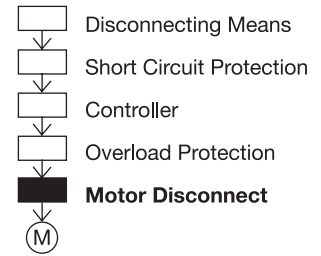 Disconnecting Means
Short Circuit Protection
Controller
Overload Protection
Motor Disconnect
M